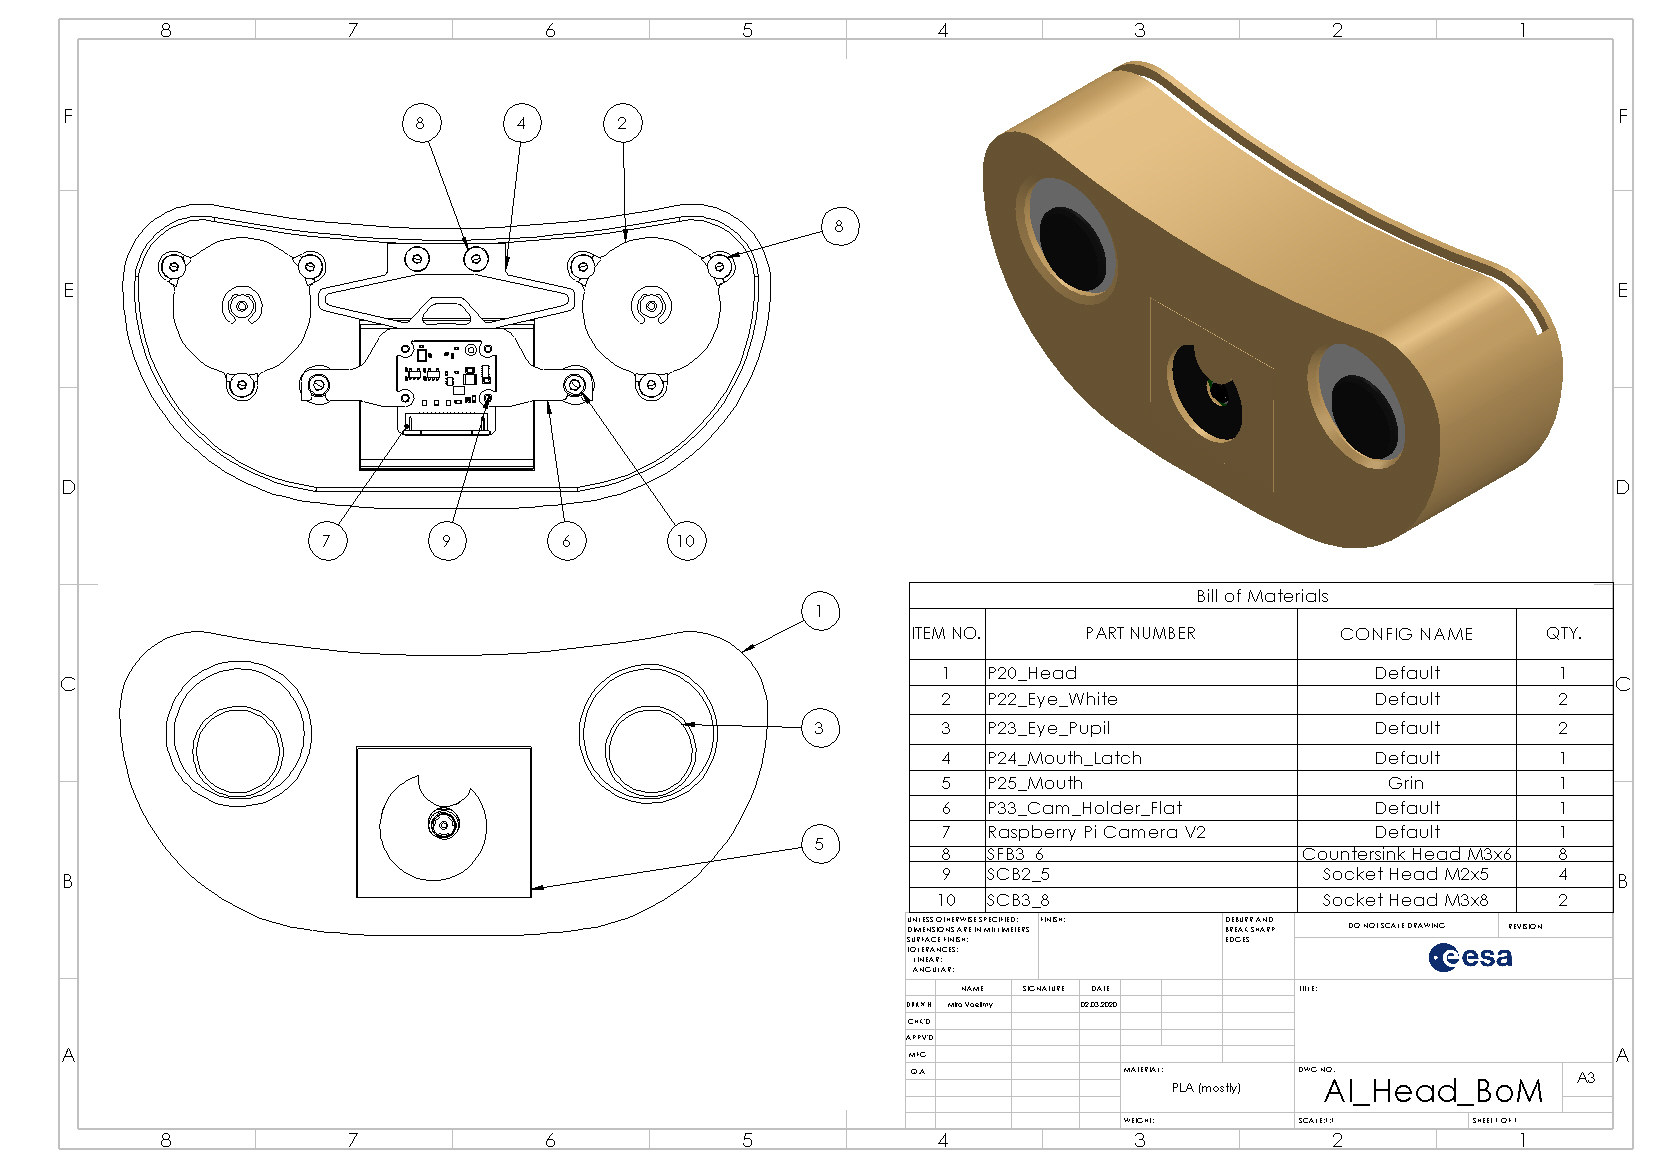 8 7 6 5 4 3 2 1
F F
E E
D D
C C
B B
A A
8 4 2
8
7 9 6 10
1
3
5
Bill of Materials
ITEM NO. PART NUMBER CONFIG NAME QTY.
1 P20_Head Default 1
2 P22_Eye_White Default 2
3 P23_Eye_Pupil Default 2
4 P24_Mouth_Latch Default 1
5 P25_Mouth Grin 1
6 P33_Cam_Holder_Flat Default 1
7 Raspberry Pi Camera V2 Default 1
8 SFB3_6 Countersink Head M3x6 8
9 SCB2_5 Socket Head M2x5 4
10 SCB3_8 Socket Head M3x8 2
UNLESS OTHERWISE SPECIFIED: FINISH: DEBURR AND DO NOT SCALE DRAWING REVISION
DIMENSIONS ARE IN MILLIMETERS BREAK SHARP
SURFACE FINISH: EDGES
TOLERANCES:
LINEAR:
ANGULAR:
esa
NAME SIGNATURE DATE TITLE:
DRAWN Miro Voellmy 02.03.2020
CHK'D
APPV'D
MFG
Q.A MATERIAL: DWG NO.
PLA (mostly) AI_Head_BoM A3
WEIGHT: SCALE:1:1 SHEET 1 OF 1
8 7 6 5 4 3 2 1